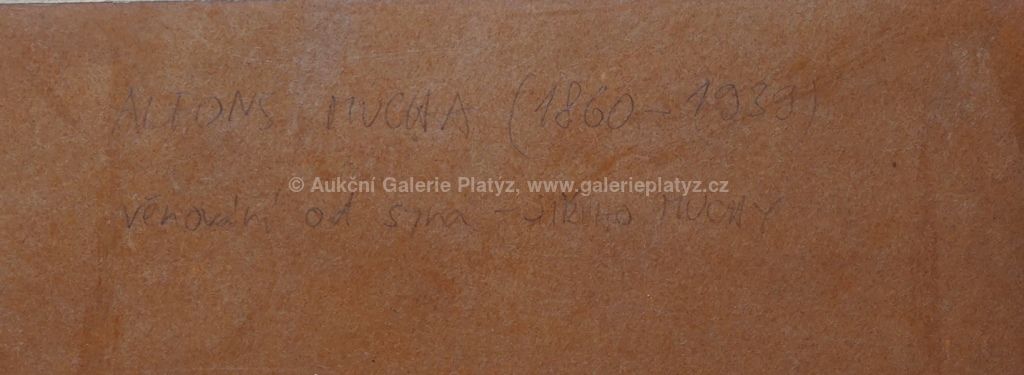 ALFONS MUCHA (1860-1939)
© Aukční Galerie Platýz, www.galerieplatyz.cz
věnování od syna - JIŘÍHO MUCHY